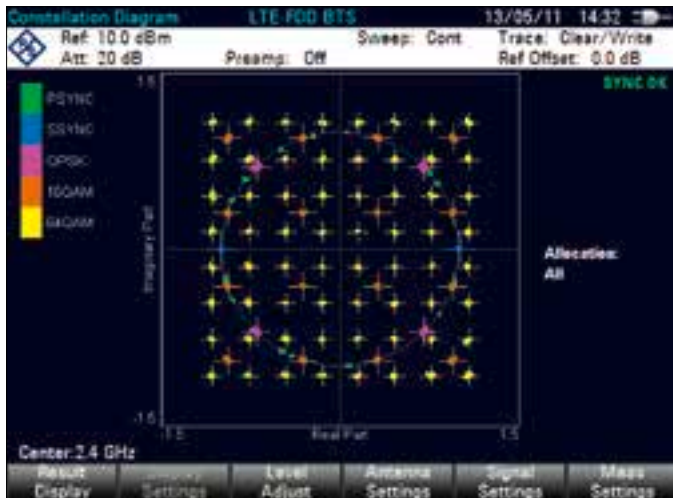 Constellation Diagram LTE FDD BTS 13/05/11 14:32
Ref: 10.0 dBm Sweep: Cont Trace: Clear/Write
Att: 20 dB Preamp: Off Ref Offset: 0.0 dB
1.5 SYNC OK
PSYNC
SSYNC
QPSK
16QAM
64QAM
Imaginary Part
Allocation:
All
-1.5
Real Part 1.5
Center:2.4 GHz
Result Display
Settings
Level Adjust
Antenna Settings
Signal Settings
Meas Settings